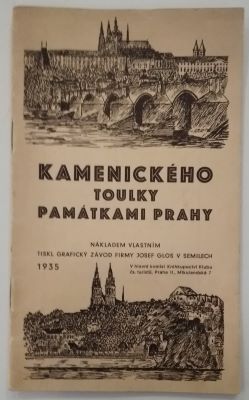 KAMENICKÉHO
TOULKY
PAMÁTKAMI PRAHY
NÁKLADEM VLASTNÍM
TISKL GRAFICKÝ ZÁVOD FIRMY JOSEF GLOS V SEMILECH
1935
V hlavní komisi Knihkupectví Klubu
čs. turistů, Praha II., Mikulandská 7